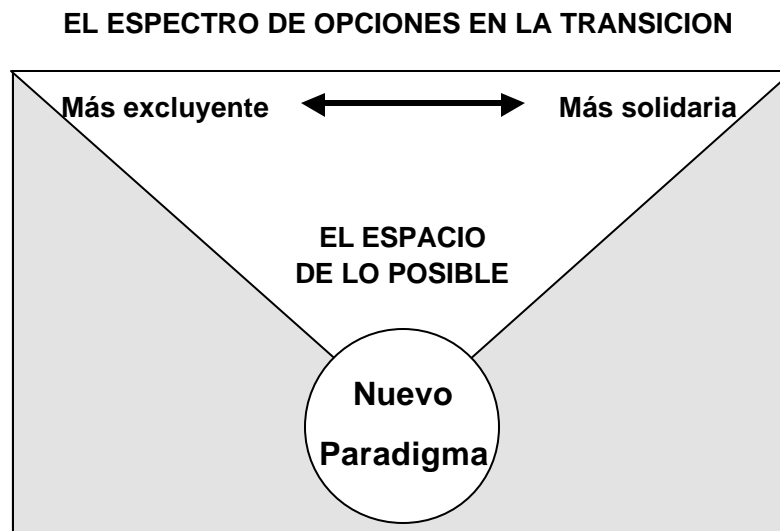 EL ESPECTRO DE OPCIONES EN LA TRANSICION
Más excluyente Más solidaria
EL ESPACIO
DE LO POSIBLE
Nuevo
Paradigma